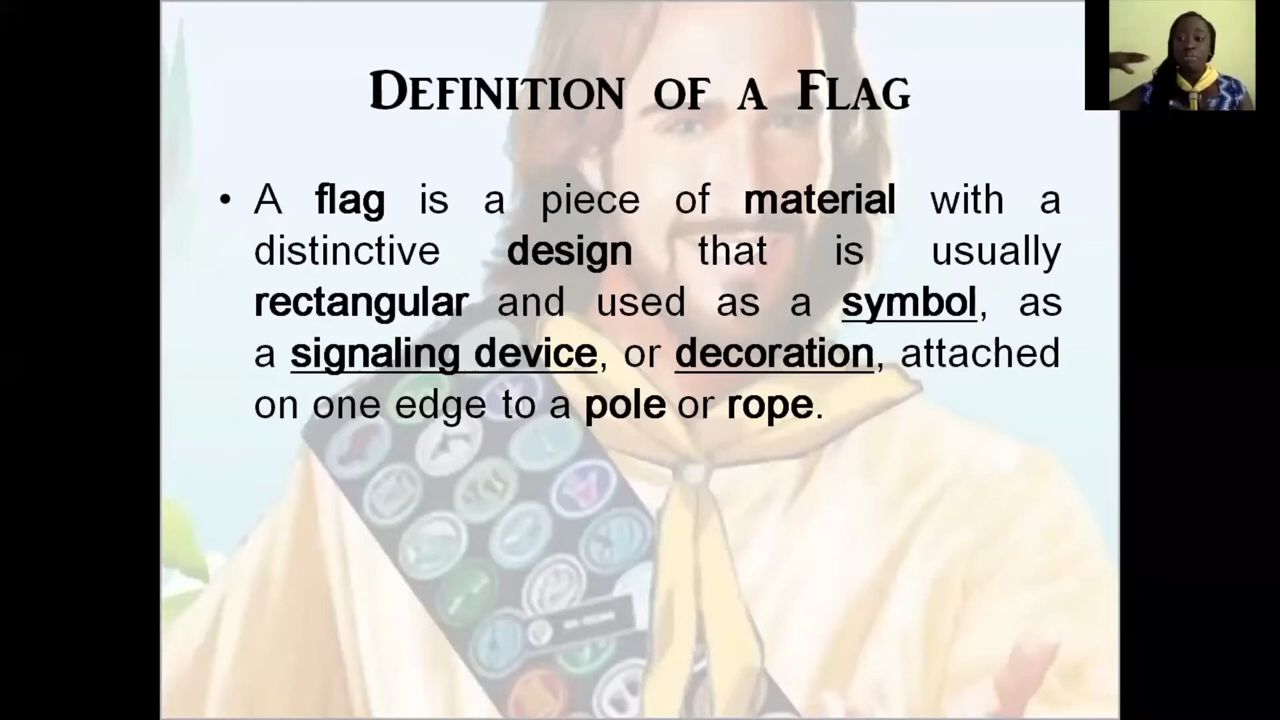 DEFINITION OF A FLAG
• A flag is a piece of material with a
distinctive design that is usually
rectangular and used as a symbol, as
a signaling device, or decoration, attached
on one edge to a pole or rope.